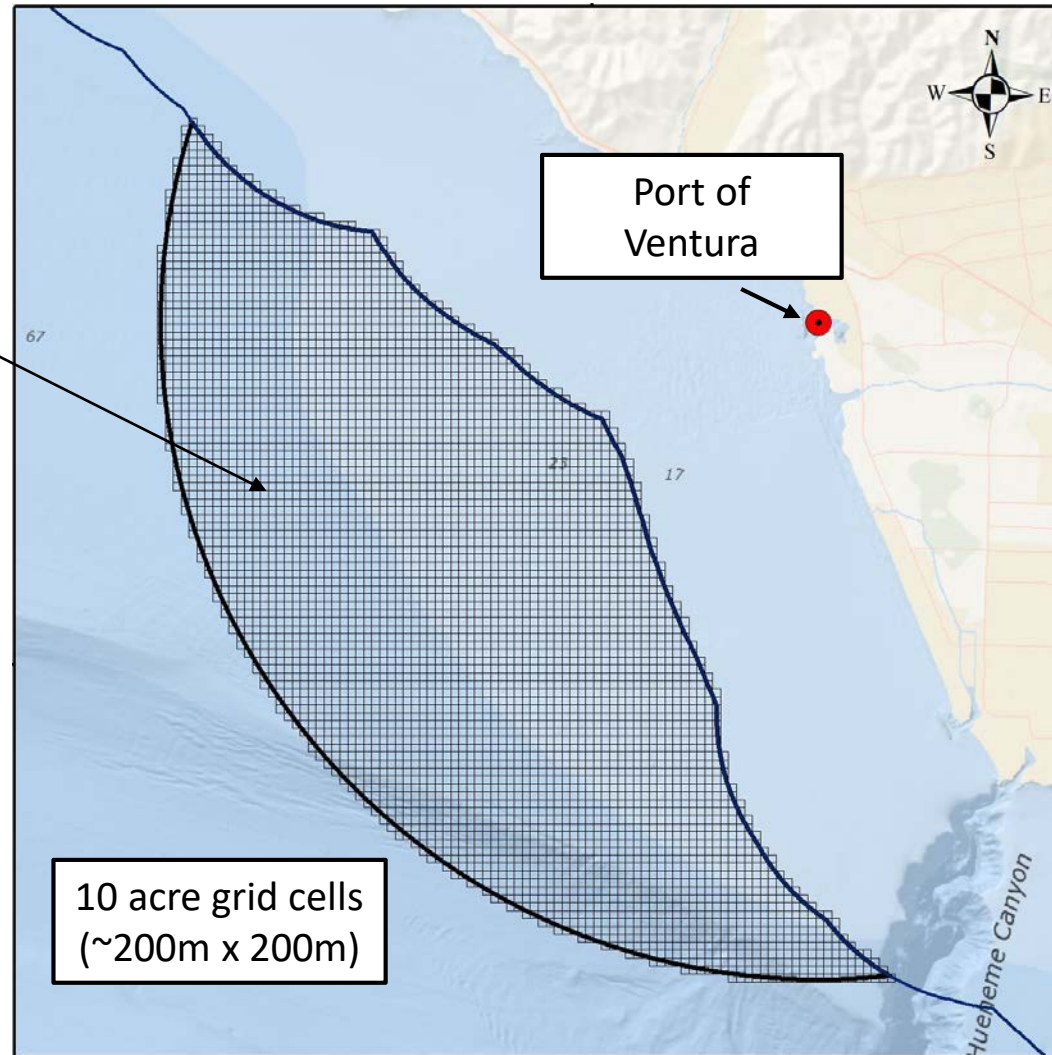 N
W E
S
Port of
Ventura
67
23
17
10 acre grid cells
(~200m x 200m)
Hueneme Canyon